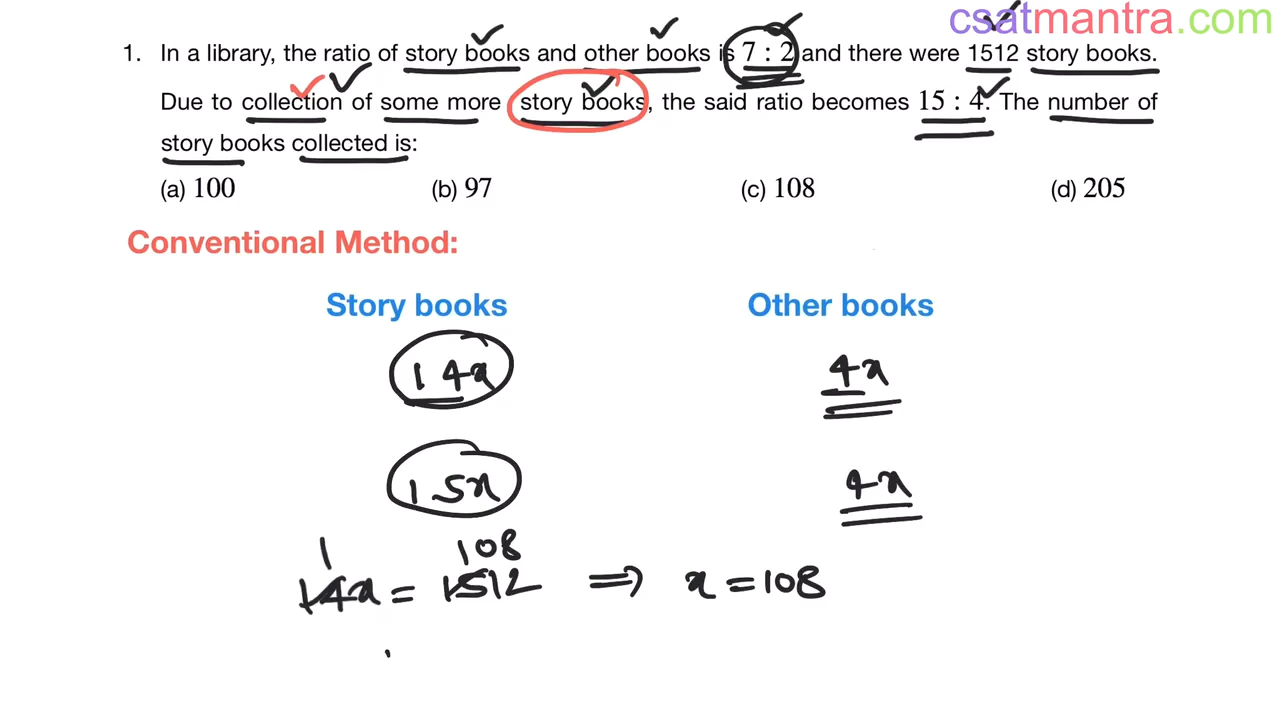 csatmantra.com
1. In a library, the ratio of story books and other books is 7 : 2 and there were 1512 story books.
Due to collection of some more story books, the said ratio becomes 15 : 4. The number of
story books collected is:
(a) 100 (b) 97 (c) 108 (d) 205
Conventional Method:
Story books Other books
14x 4x
15x 4x
1 108
14x = 1512 ⟹ x = 108